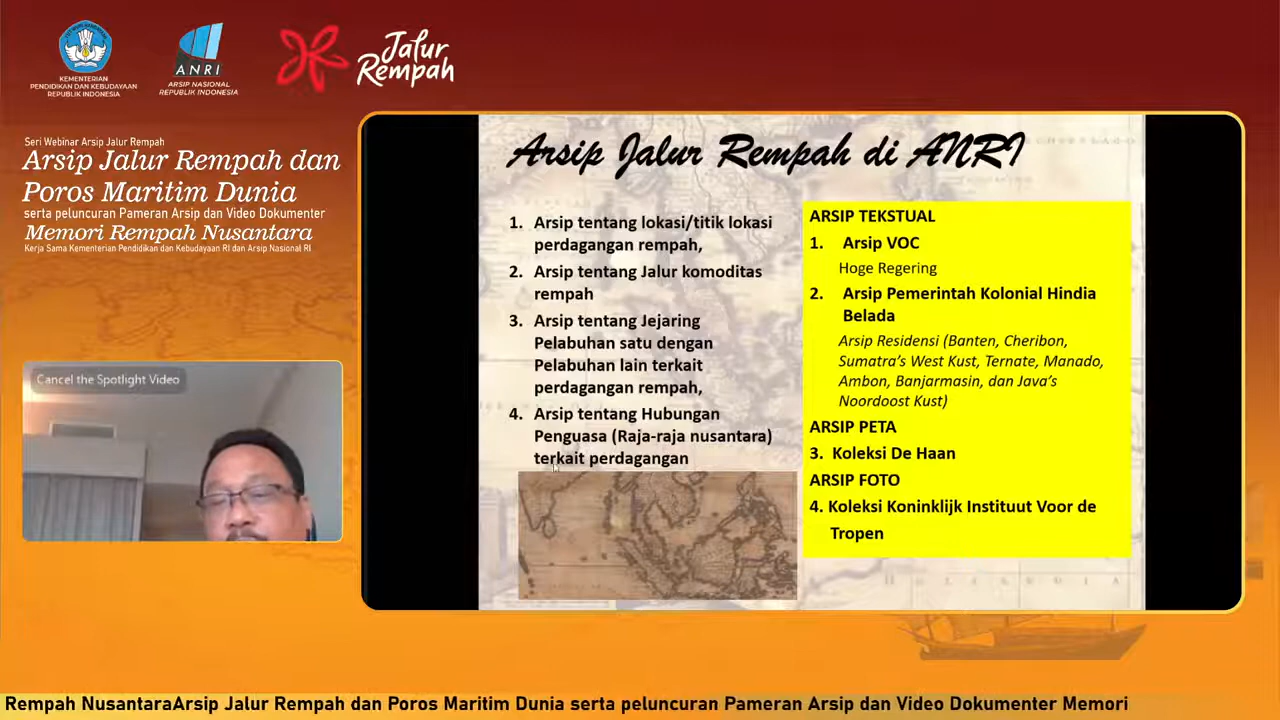 KEMENTERIAN
PENDIDIKAN DAN KEBUDAYAAN
REPUBLIK INDONESIA
ANRI
ARSIP NASIONAL
REPUBLIK INDONESIA
Jalur
Rempah
Seri Webinar Arsip Jalur Rempah
Arsip Jalur Rempah dan
Poros Maritim Dunia
serta peluncuran Pameran Arsip dan Video Dokumenter
Memori Rempah Nusantara
Kerja Sama Kementerian Pendidikan dan Kebudayaan RI dan Arsip Nasional RI
Cancel the Spotlight Video
Arsip Jalur Rempah di ANRI
1. Arsip tentang lokasi/titik lokasi
perdagangan rempah,
2. Arsip tentang Jalur komoditas
rempah
3. Arsip tentang Jejaring
Pelabuhan satu dengan
Pelabuhan lain terkait
perdagangan rempah,
4. Arsip tentang Hubungan
Penguasa (Raja-raja nusantara)
terkait perdagangan
ARSIP TEKSTUAL
1. Arsip VOC
Hoge Regering
2. Arsip Pemerintah Kolonial Hindia
Belada
Arsip Residensi (Banten, Cheribon,
Sumatra's West Kust, Ternate, Manado,
Ambon, Banjarmasin, dan Java's
Noordoost Kust)
ARSIP PETA
3. Koleksi De Haan
ARSIP FOTO
4. Koleksi Koninklijk Instituut Voor de
Tropen
Rempah NusantaraArsip Jalur Rempah dan Poros Maritim Dunia serta peluncuran Pameran Arsip dan Video Dokumenter Memori